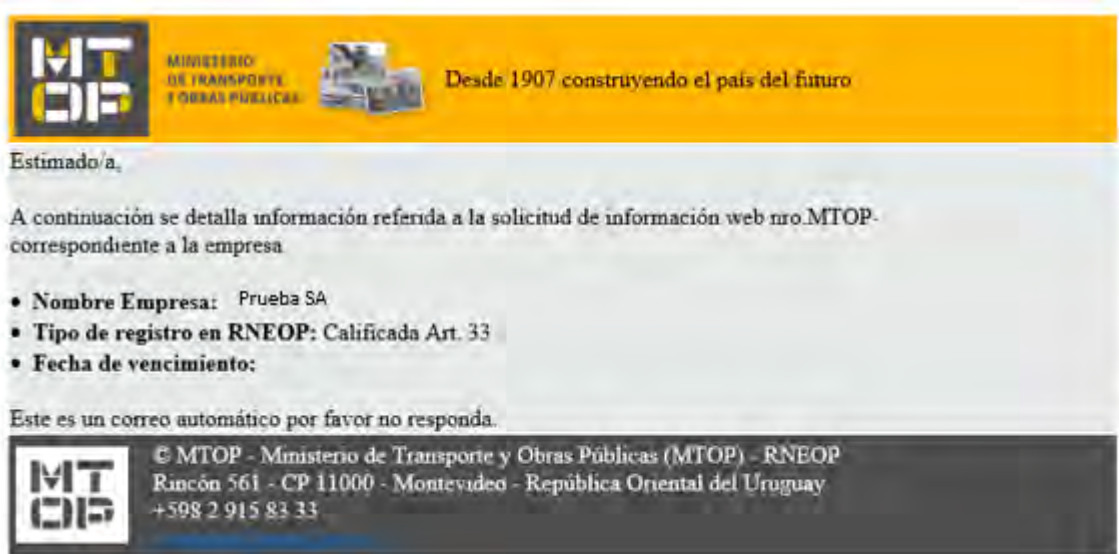 MT
OP
MINISTERIO
DE TRANSPORTE
Y OBRAS PÚBLICAS
Desde 1907 construyendo el país del futuro
Estimado/a,
A continuación se detalla información referida a la solicitud de información web nro.MTOP-
correspondiente a la empresa
• Nombre Empresa: Prueba SA
• Tipo de registro en RNEOP: Calificada Art. 33
• Fecha de vencimiento:
Este es un correo automático por favor no responda.
MT
OP
© MTOP - Ministerio de Transporte y Obras Públicas (MTOP) - RNEOP
Rincón 561 - CP 11000 - Montevideo - República Oriental del Uruguay
+598 2 915 83 33